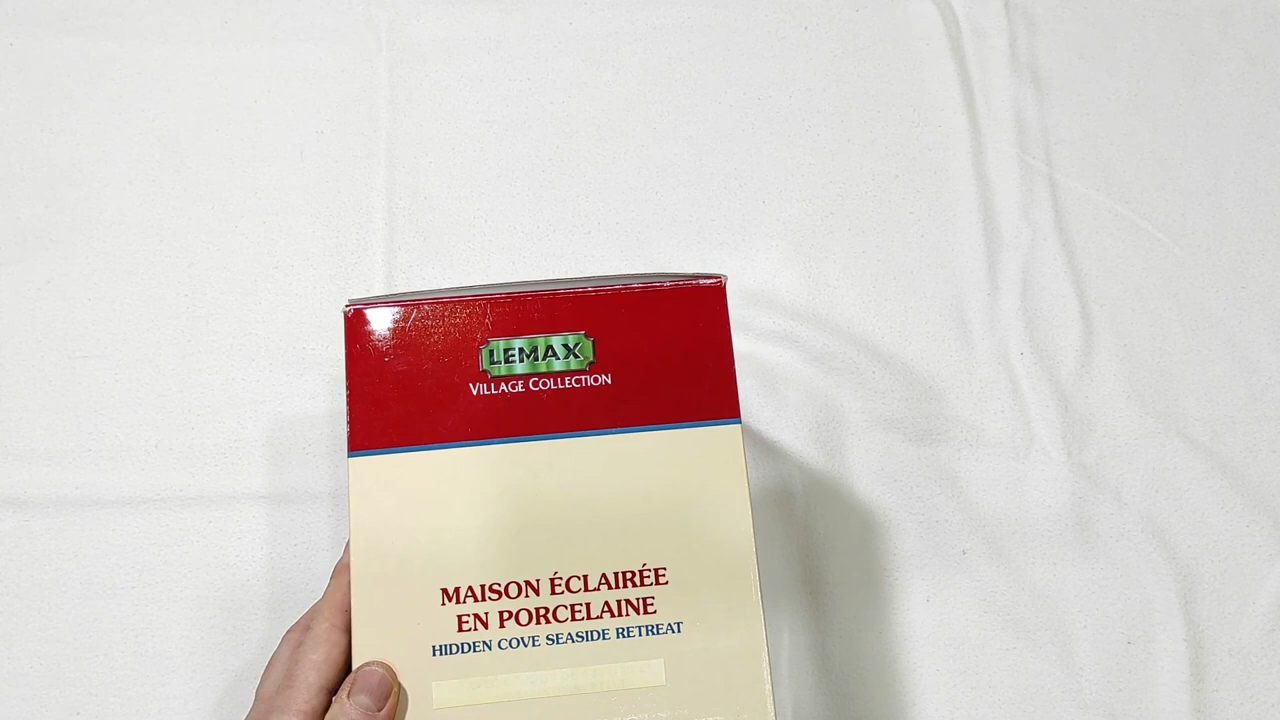 LEMAX
VILLAGE COLLECTION
MAISON ÉCLAIRÉE
EN PORCELAINE
HIDDEN COVE SEASIDE RETREAT